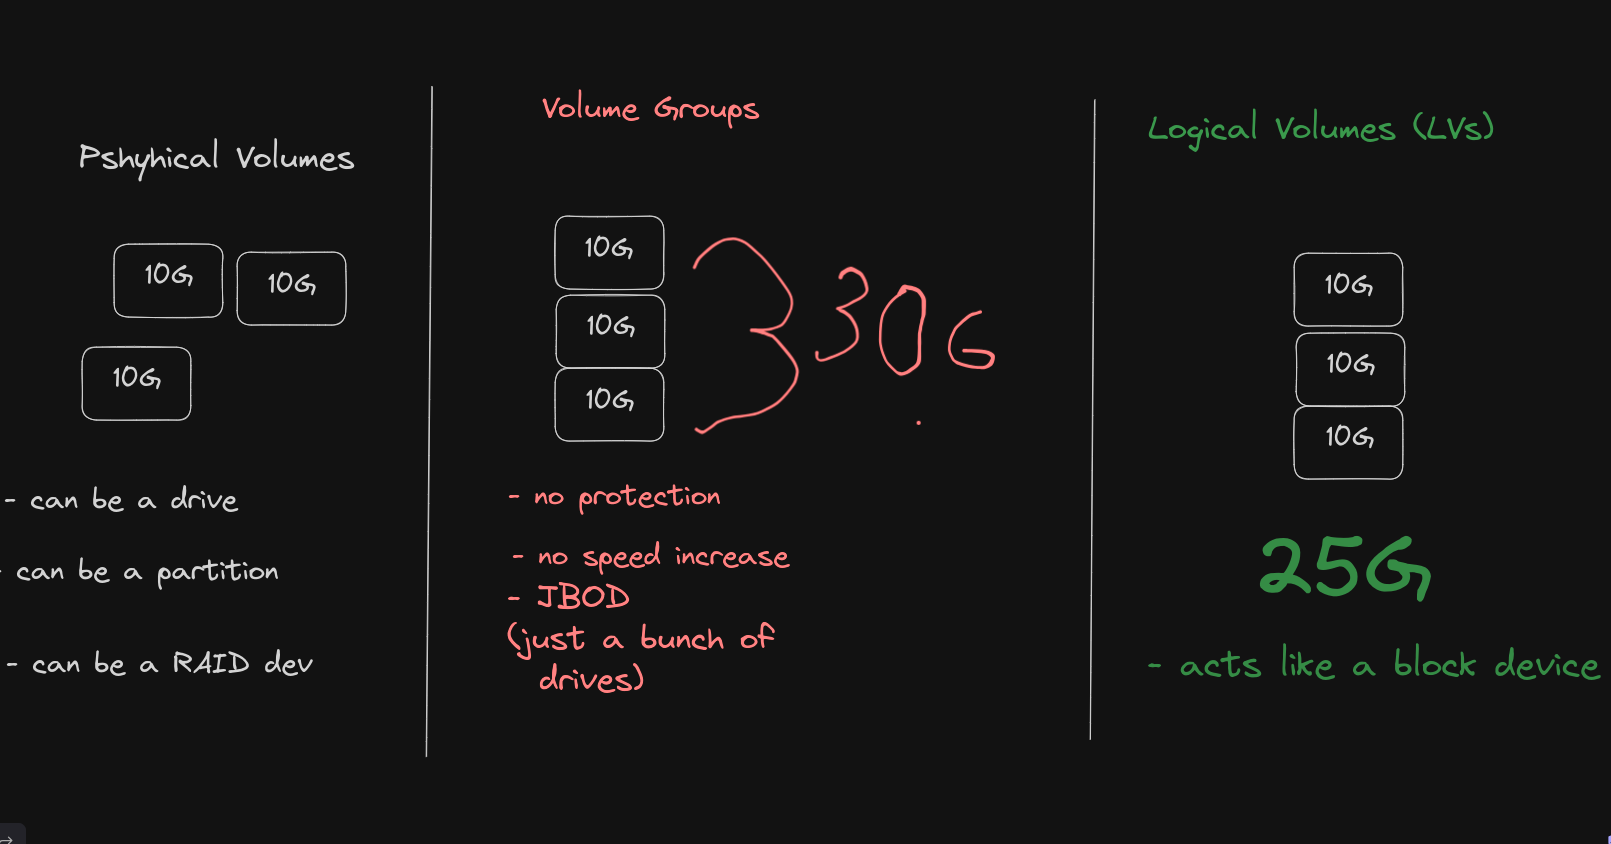 Pshyhical Volumes
10G
10G
10G
- can be a drive
- can be a partition
- can be a RAID dev
Volume Groups
10G
10G
10G
30G
- no protection
- no speed increase
- JBOD
(just a bunch of
drives)
Logical Volumes (LVs)
10G
10G
10G
25G
- acts like a block device